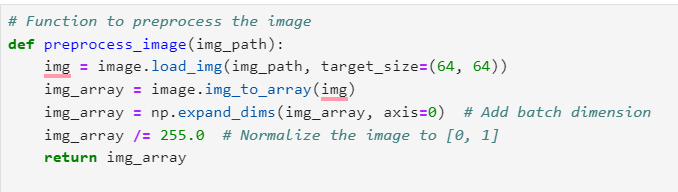 # Function to preprocess the image
def preprocess_image(img_path):
    img = image.load_img(img_path, target_size=(64, 64))
    img_array = image.img_to_array(img)
    img_array = np.expand_dims(img_array, axis=0)  # Add batch dimension
    img_array /= 255.0  # Normalize the image to [0, 1]
    return img_array